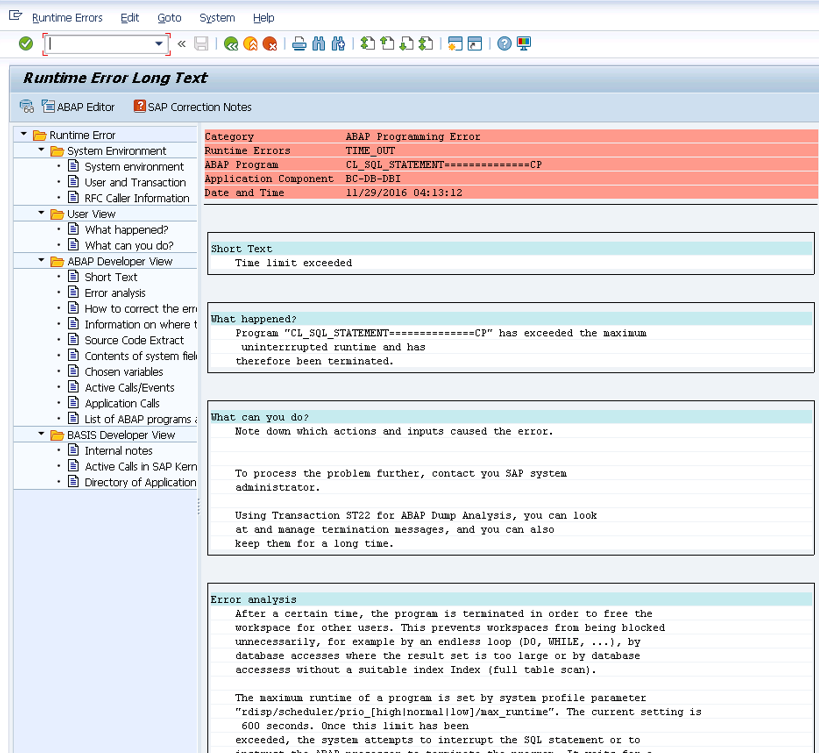 Runtime Errors Edit Goto System Help
Runtime Error Long Text
ABAP Editor SAP Correction Notes
Runtime Error
System Environment
System environment
User and Transaction
RFC Caller Information
User View
What happened?
What can you do?
ABAP Developer View
Short Text
Error analysis
How to correct the erro
Information on where t
Source Code Extract
Contents of system fiel
Chosen variables
Active Calls/Events
Application Calls
List of ABAP programs a
BASIS Developer View
Internal notes
Active Calls in SAP Kern
Directory of Application
Category ABAP Programming Error
Runtime Errors TIME_OUT
ABAP Program CL_SQL_STATEMENT==============CP
Application Component BC-DB-DBI
Date and Time 11/29/2016 04:13:12
Short Text
Time limit exceeded
What happened?
Program "CL_SQL_STATEMENT==============CP" has exceeded the maximum
uninterrrupted runtime and has
therefore been terminated.
What can you do?
Note down which actions and inputs caused the error.
To process the problem further, contact you SAP system
administrator.
Using Transaction ST22 for ABAP Dump Analysis, you can look
at and manage termination messages, and you can also
keep them for a long time.
Error analysis
After a certain time, the program is terminated in order to free the
workspace for other users. This prevents workspaces from being blocked
unnecessarily, for example by an endless loop (DO, WHILE, ...), by
database accesses where the result set is too large or by database
accessess without a suitable index Index (full table scan).
The maximum runtime of a program is set by system profile parameter
"rdisp/scheduler/prio_[high|normal|low]/max_runtime". The current setting is
600 seconds. Once this limit has been
exceeded, the system attempts to interrupt the SQL statement or to
instruct the ABAP processor to terminate the program. It waits for a